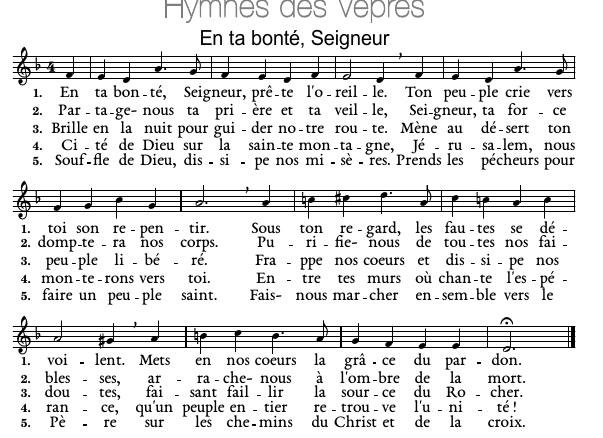 Hymnes des Vêpres
En ta bonté, Seigneur
1. En ta bon-té, Seigneur, prê-te l'o-reil-le. Ton peu-ple crie vers
2. Par-ta-ge-nous ta pri-ère et ta veil-le, Sei-gneur, ta for-ce
3. Brille en la nuit pour gui-der no-tre rou-te. Mène au dé-sert ton
4. Ci-té de Dieu sur la sain-te mon-ta-gne, Jé-ru-sa-lem, nous
5. Souf-fle de Dieu, dis-si-pe nos mi-sè-res. Prends les pécheurs pour
1. toi son re-pen-tir. Sous ton re-gard, les fau-tes se dé-
2. domp-te-ra nos corps. Pu-ri-fie-nous de tou-tes nos fai-
3. peu-ple li-bé-ré. Frap-pe nos coeurs et dis-si-pe nos
4. mon-te-rons vers toi. En-tre tes murs où chan-te l'es-pé-
5. faire un peu-ple saint. Fais-nous mar-cher en-sem-ble vers le
1. voi-lent. Mets en nos coeurs la grâ-ce du par-don.
2. bles-ses, ar-ra-che-nous à l'om-bre de la mort.
3. dou-tes, fai-sant fail-lir la sour-ce du Ro-cher.
4. ran-ce, qu'un peuple en-tier re-trou-ve l'u-ni-té!
5. Pè-re sur les che-mins du Christ et de la croix.